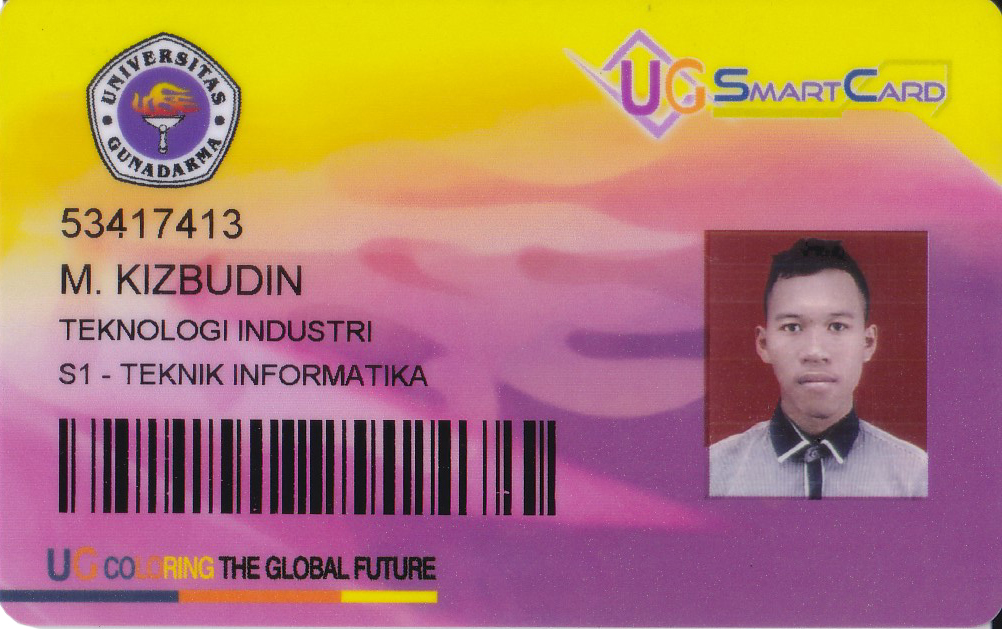 UNIVERSITAS
GUNADARMA
UG SMARTCARD
53417413
M. KIZBUDIN
TEKNOLOGI INDUSTRI
S1 - TEKNIK INFORMATIKA
UG COLORING THE GLOBAL FUTURE